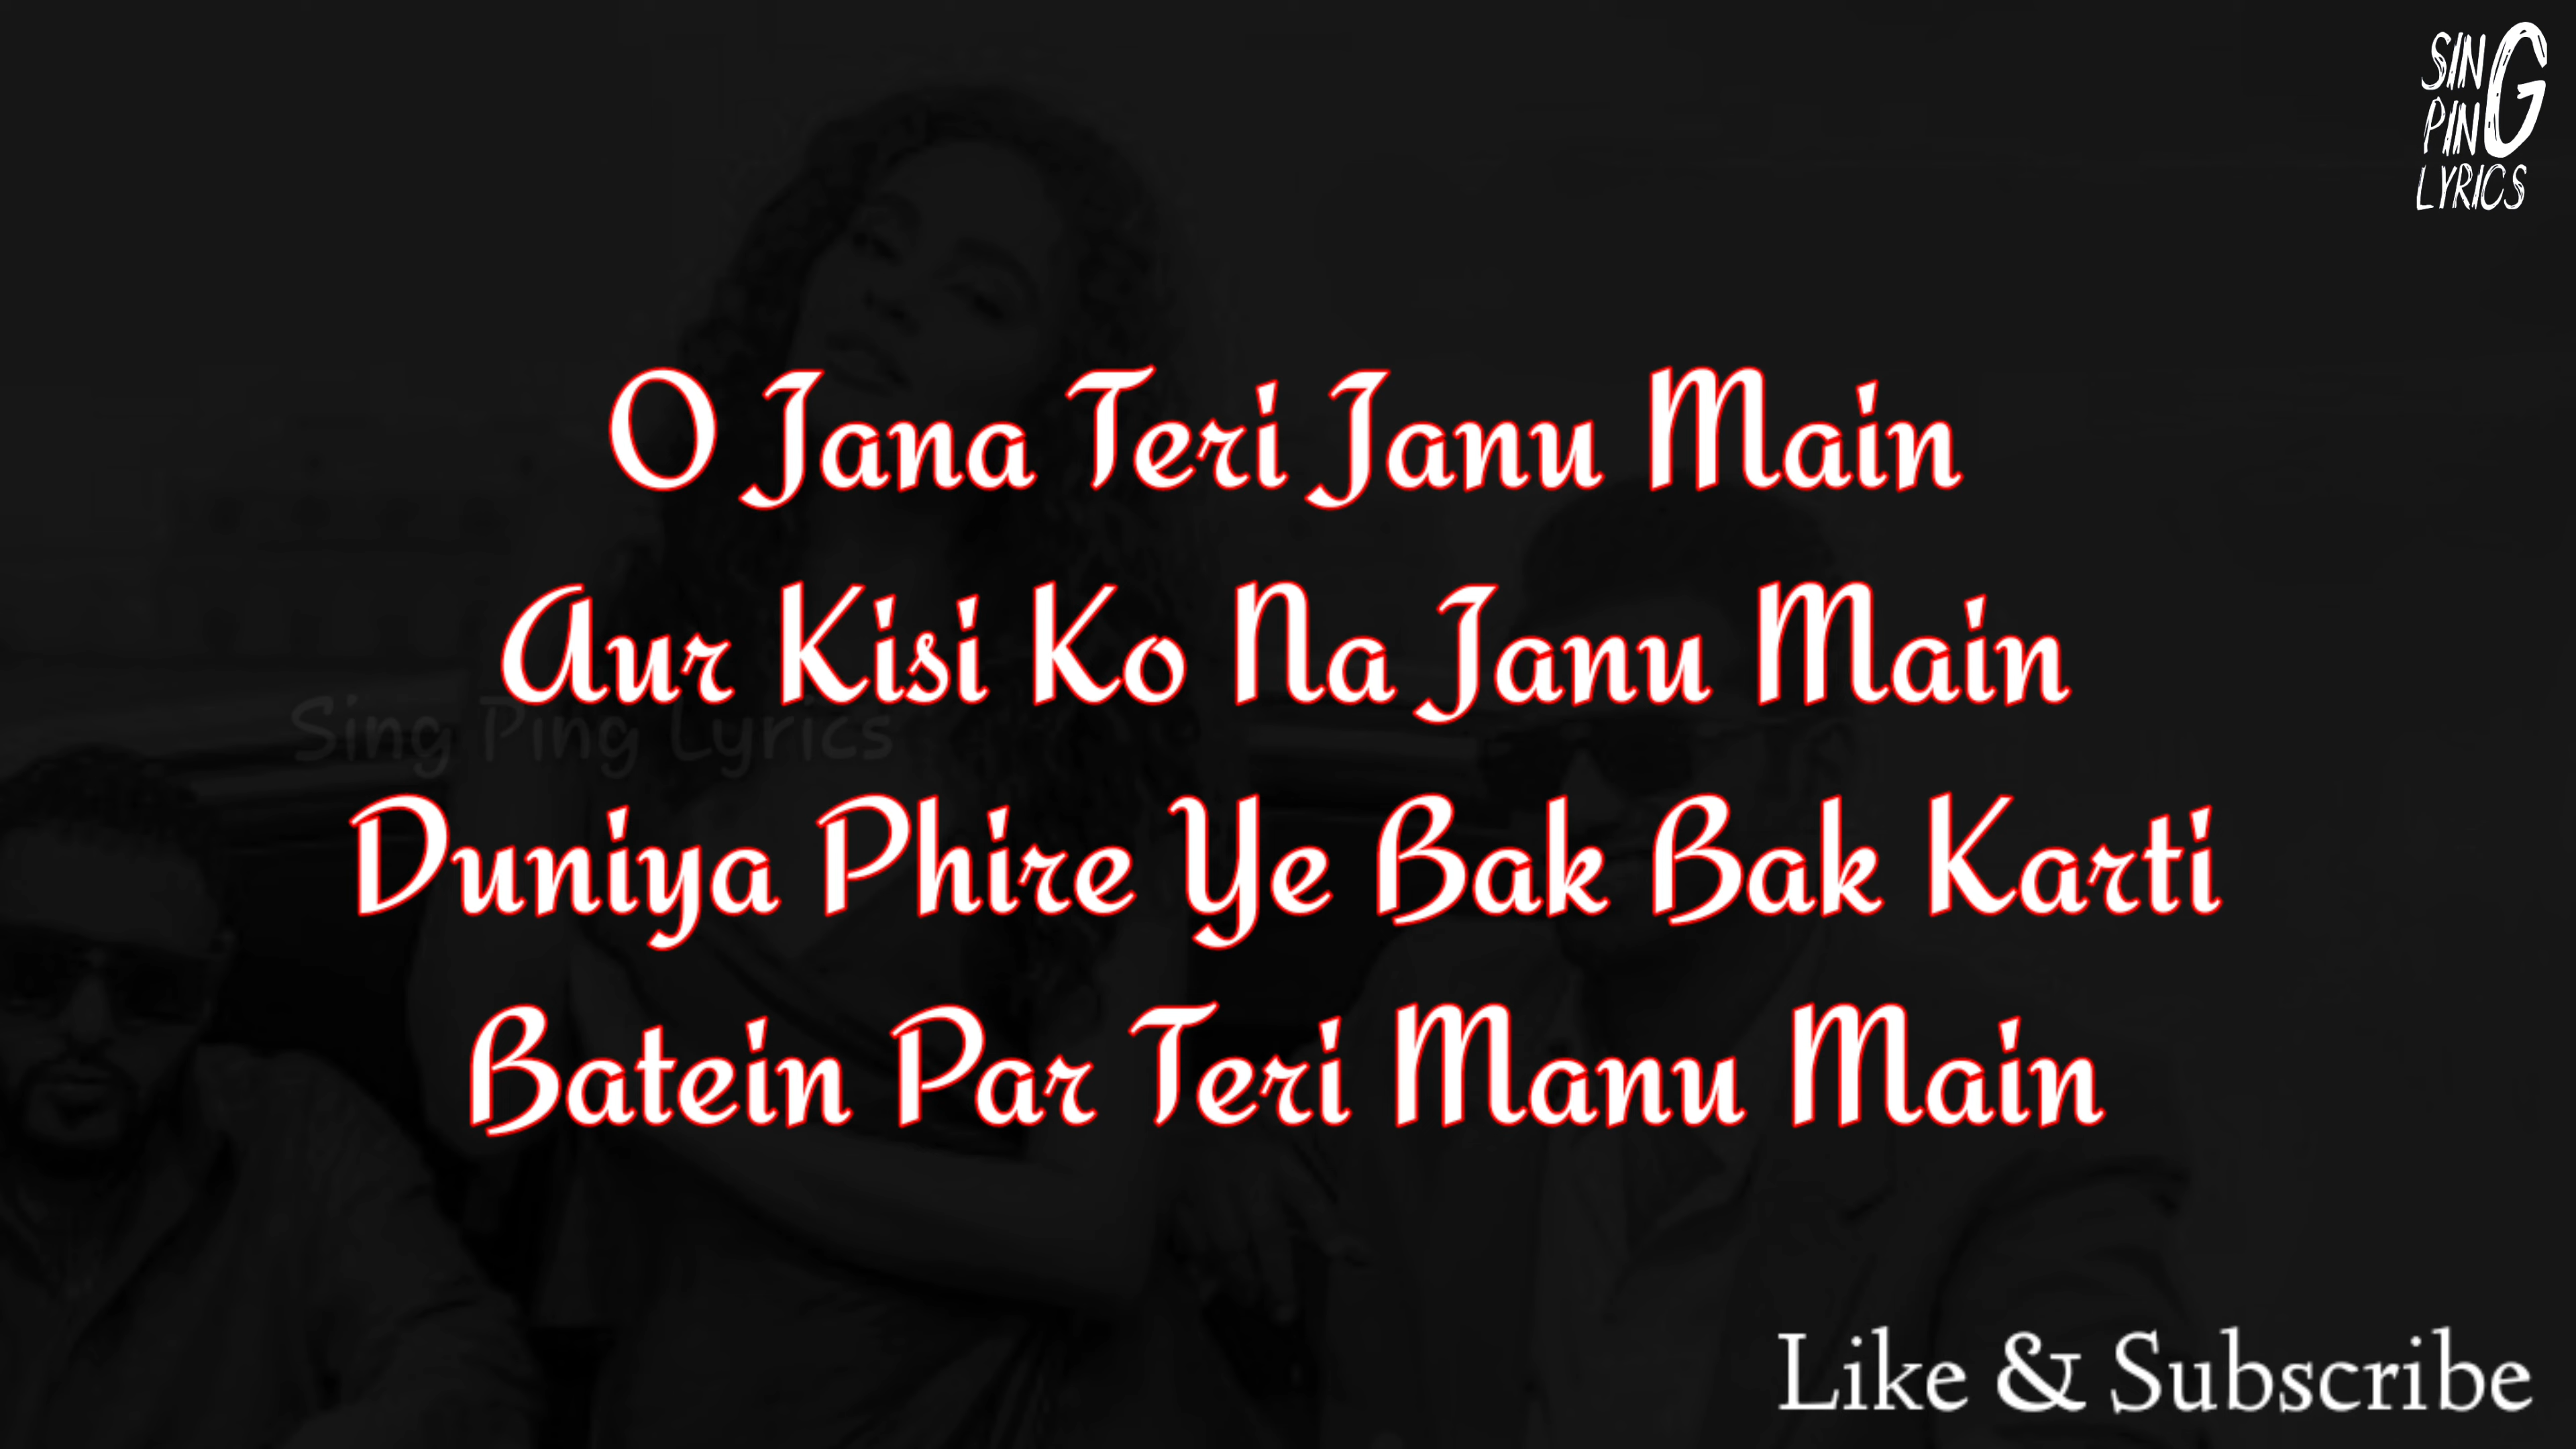 SING
PING
LYRICS
O Jana Teri Janu Main
Aur Kisi Ko Na Janu Main
Sing Ping Lyrics
Duniya Phire Ye Bak Bak Karti
Batein Par Teri Manu Main
Like & Subscribe